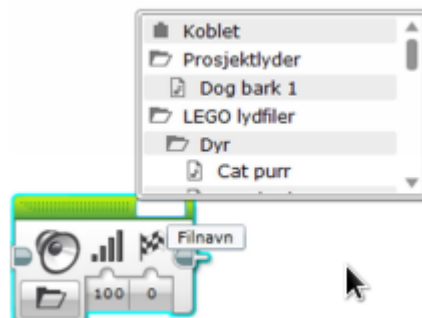 Koblet
Prosjektlyder
Dog bark 1
LEGO lydfiler
Dyr
Cat purr
Filnavn
100 0